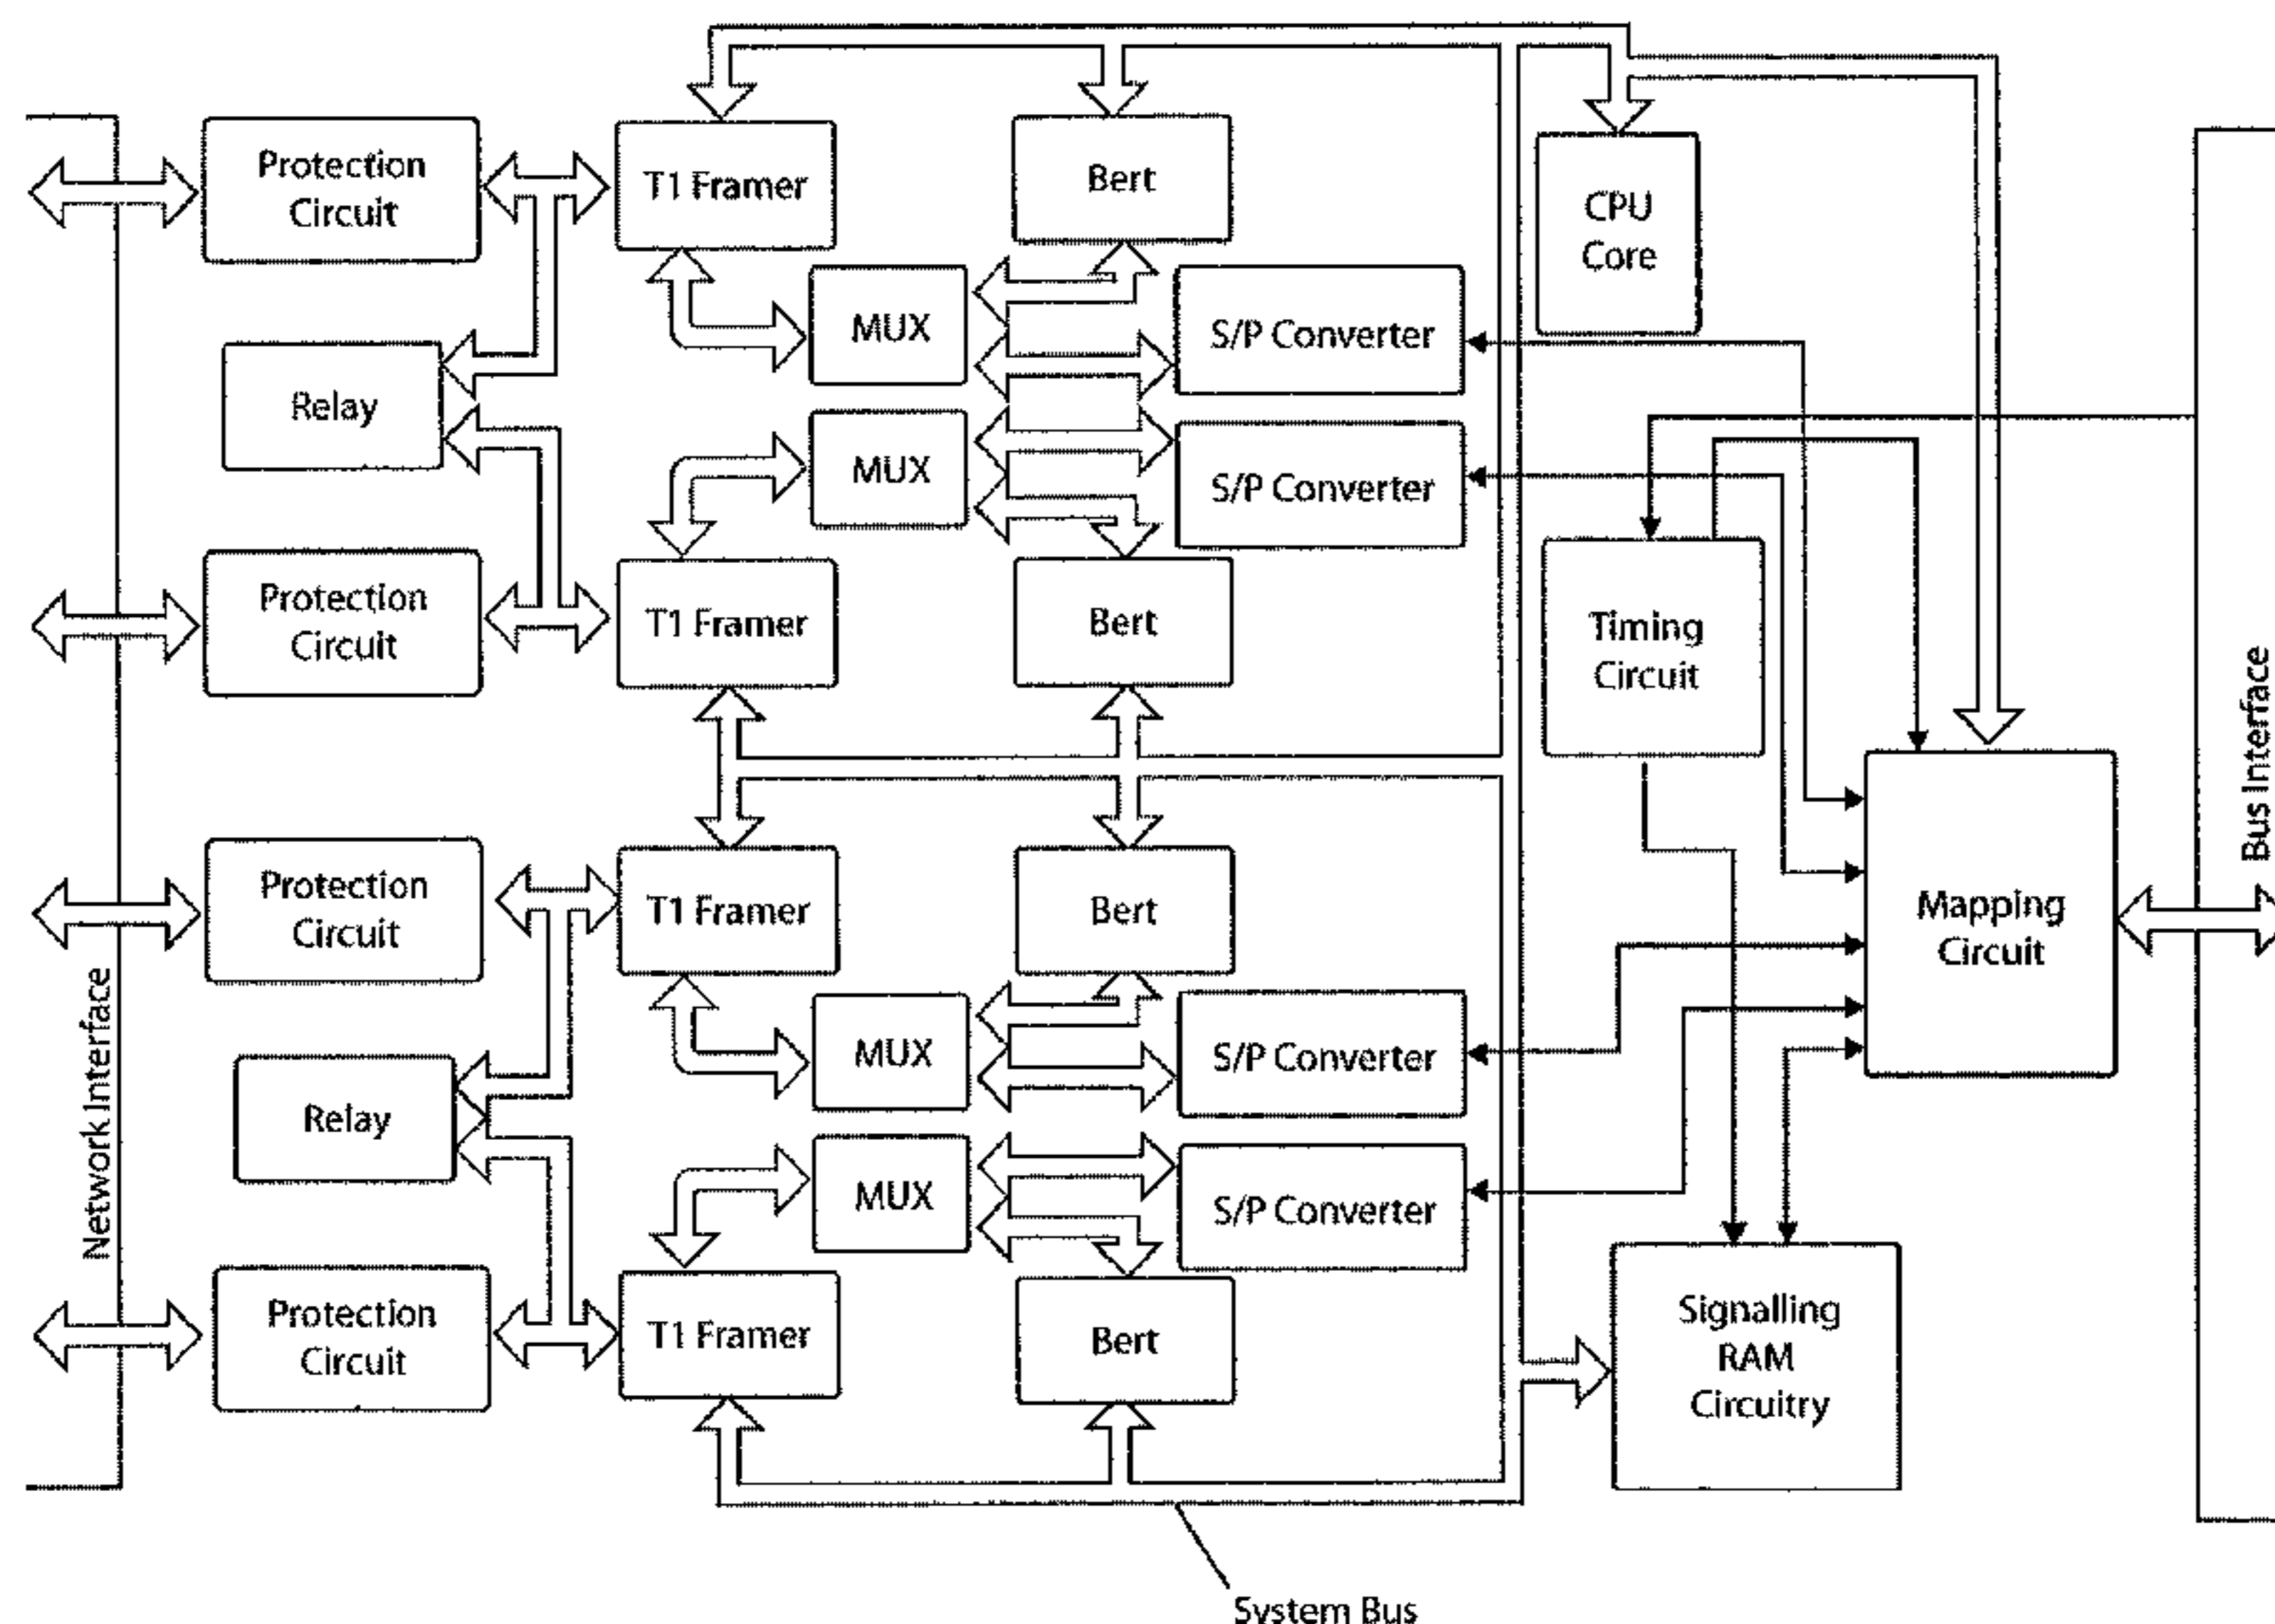 Protection
Circuit
T1 Framer
Bert
CPU
Core
MUX
S/P Converter
Relay
MUX
S/P Converter
Protection
Circuit
T1 Framer
Bert
Timing
Circuit
Bus Interface
Protection
Circuit
T1 Framer
Bert
Mapping
Circuit
Network Interface
MUX
S/P Converter
Relay
MUX
S/P Converter
Protection
Circuit
T1 Framer
Bert
Signalling
RAM
Circuitry
System Bus